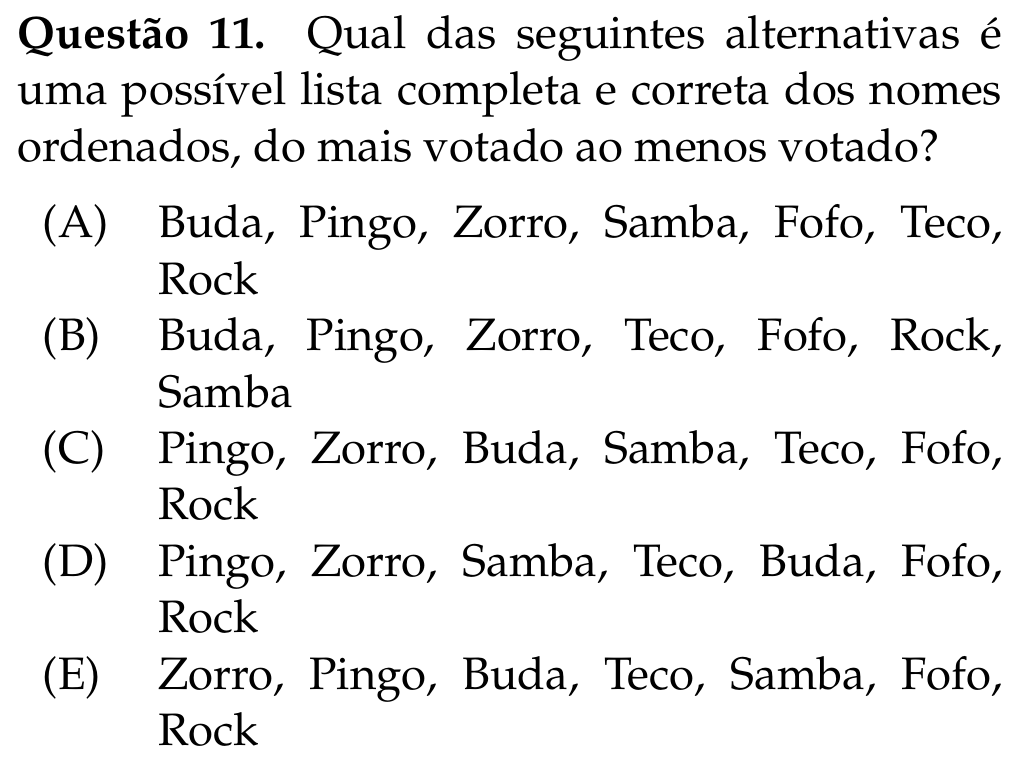 Questão 11. Qual das seguintes alternativas é
uma possível lista completa e correta dos nomes
ordenados, do mais votado ao menos votado?
(A) Buda, Pingo, Zorro, Samba, Fofo, Teco,
Rock
(B) Buda, Pingo, Zorro, Teco, Fofo, Rock,
Samba
(C) Pingo, Zorro, Buda, Samba, Teco, Fofo,
Rock
(D) Pingo, Zorro, Samba, Teco, Buda, Fofo,
Rock
(E) Zorro, Pingo, Buda, Teco, Samba, Fofo,
Rock